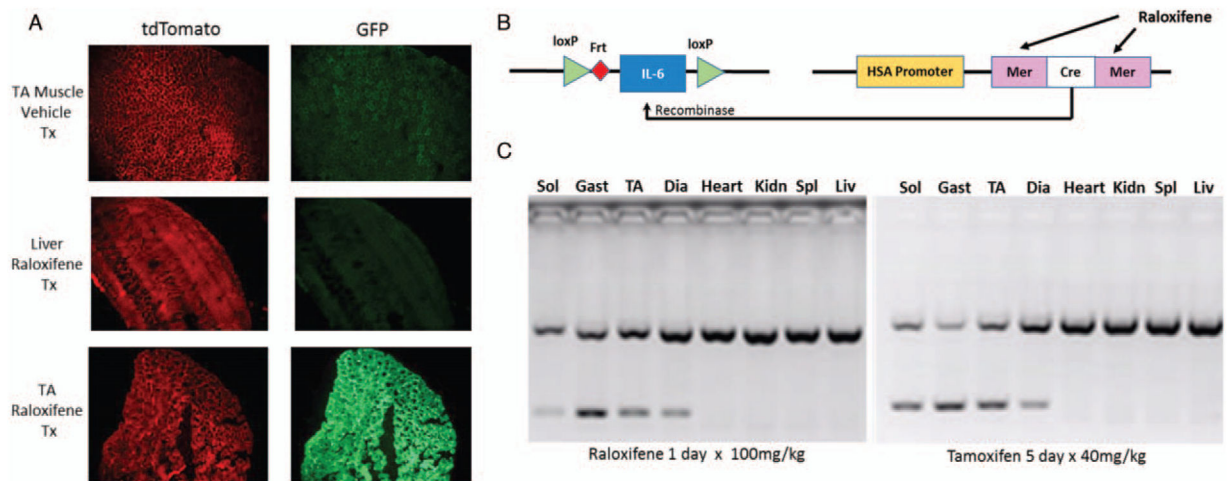 A
tdTomato
GFP
TA Muscle
Vehicle
Tx
Liver
Raloxifene
Tx
TA
Raloxifene
Tx
B
Raloxifene
loxP
Frt
loxP
IL-6
HSA Promoter
Mer
Cre
Mer
Recombinase
C
Sol Gast TA Dia Heart Kidn Spl Liv
Sol Gast TA Dia Heart Kidn Spl Liv
Raloxifene 1 day x 100mg/kg
Tamoxifen 5 day x 40mg/kg